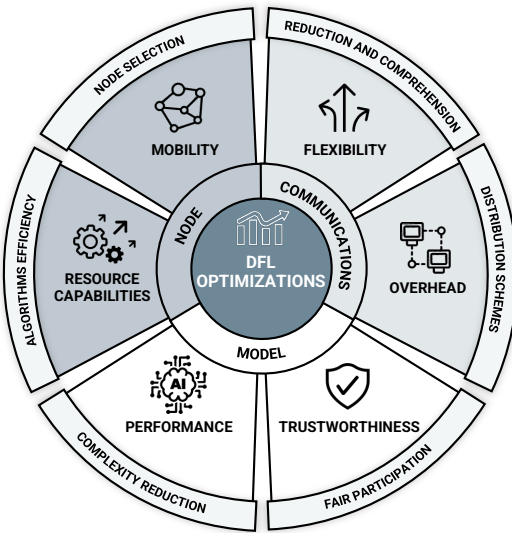 NODE SELECTION
REDUCTION AND COMPREHENSION
MOBILITY
FLEXIBILITY
NODE
COMMUNICATIONS
ALGORITHMS EFFICIENCY
DISTRIBUTION SCHEMES
DFL
OPTIMIZATIONS
RESOURCE
CAPABILITIES
OVERHEAD
MODEL
AI
PERFORMANCE
TRUSTWORTHINESS
COMPLEXITY REDUCTION
FAIR PARTICIPATION